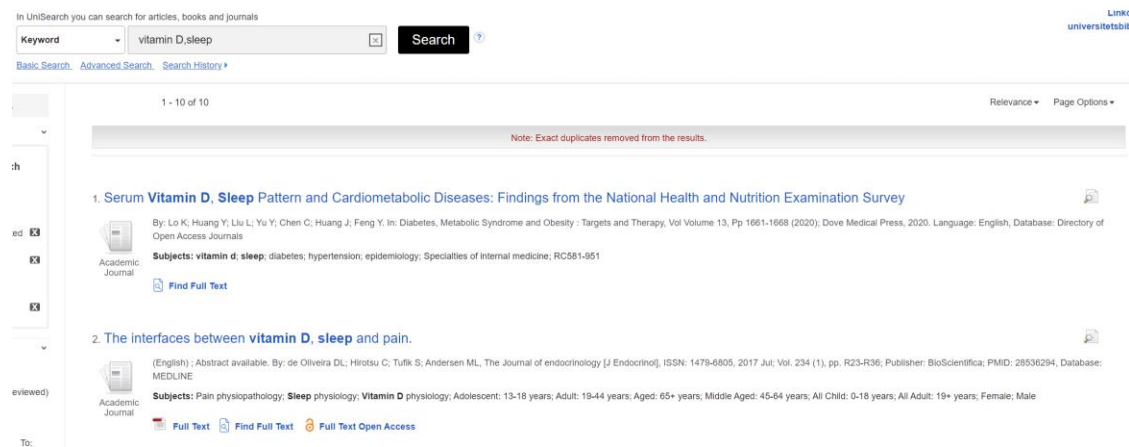 In UniSearch you can search for articles, books and journals
Keyword
vitamin D,sleep
Search
?
Basic Search Advanced Search Search History
1 - 10 of 10
Relevance Page Options
Note: Exact duplicates removed from the results.
1. Serum Vitamin D, Sleep Pattern and Cardiometabolic Diseases: Findings from the National Health and Nutrition Examination Survey
By: Lo K; Huang Y; Liu L; Yu Y; Chen C; Huang J; Feng Y. In: Diabetes, Metabolic Syndrome and Obesity : Targets and Therapy, Vol Volume 13, Pp 1661-1668 (2020); Dove Medical Press, 2020. Language: English, Database: Directory of
Open Access Journals
Academic
Journal
Subjects: vitamin d; sleep; diabetes; hypertension; epidemiology; Specialties of internal medicine; RC581-951
Find Full Text
2. The interfaces between vitamin D, sleep and pain.
(English) ; Abstract available. By: de Oliveira DL; Hirotsu C; Tufik S; Andersen ML, The Journal of endocrinology [J Endocrinol], ISSN: 1479-6805, 2017 Jul; Vol. 234 (1), pp. R23-R36; Publisher: BioScientifica; PMID: 28536294, Database:
MEDLINE
eviewed)
Academic
Journal
Subjects: Pain physiopathology; Sleep physiology; Vitamin D physiology; Adolescent: 13-18 years; Adult: 19-44 years; Aged: 65+ years; Middle Aged: 45-64 years; All Child: 0-18 years; All Adult: 19+ years; Female; Male
Full Text Find Full Text Full Text Open Access
To: